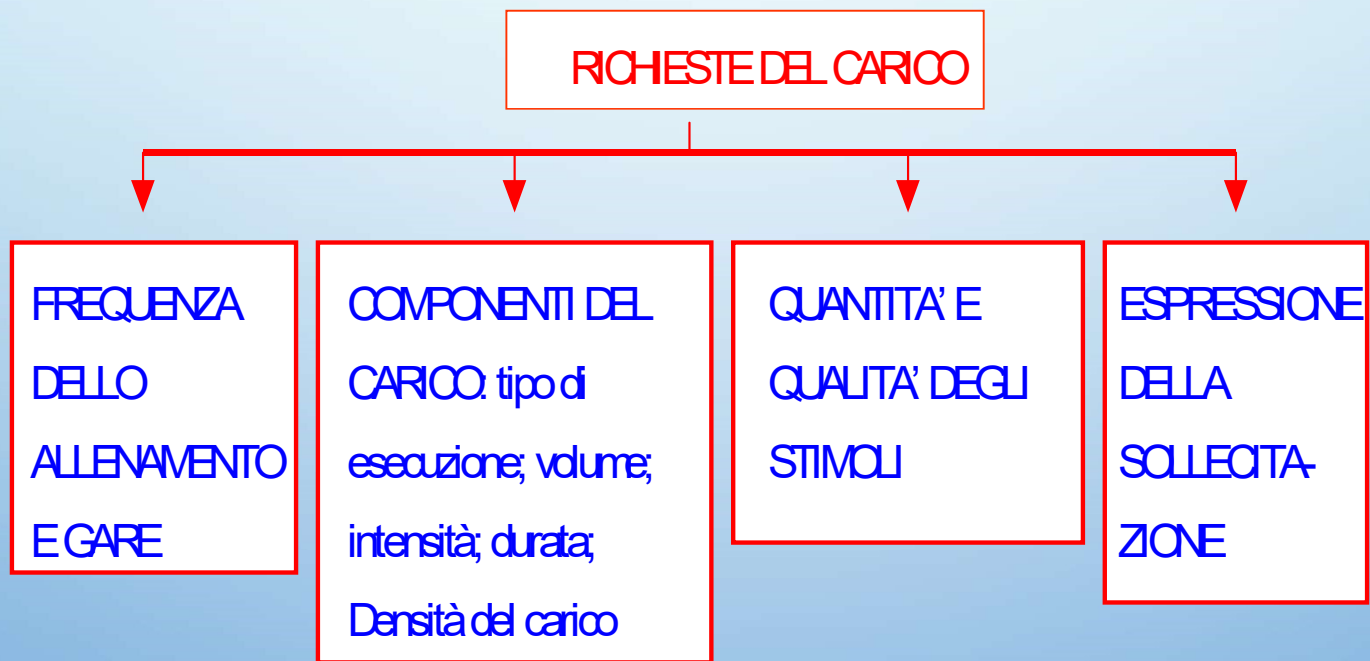 RICHIESTE DEL CARICO
FREQUENZA
DELLO
ALLENAMENTO
E GARE
COMPONENTI DEL
CARICO: tipo di
esecuzione; volume;
intensità; durata;
Densità del carico
QUANTITA' E
QUALITA' DEGLI
STIMOLI
ESPRESSIONE
DELLA
SOLLECITA-
ZIONE